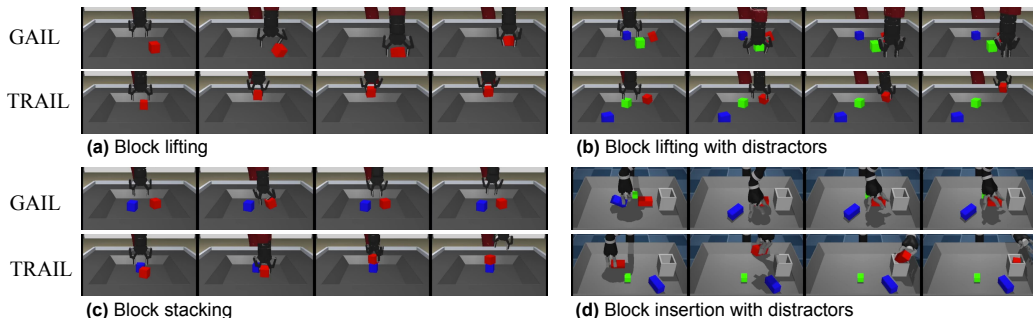 GAIL
TRAIL
(a) Block lifting
(b) Block lifting with distractors
GAIL
TRAIL
(c) Block stacking
(d) Block insertion with distractors